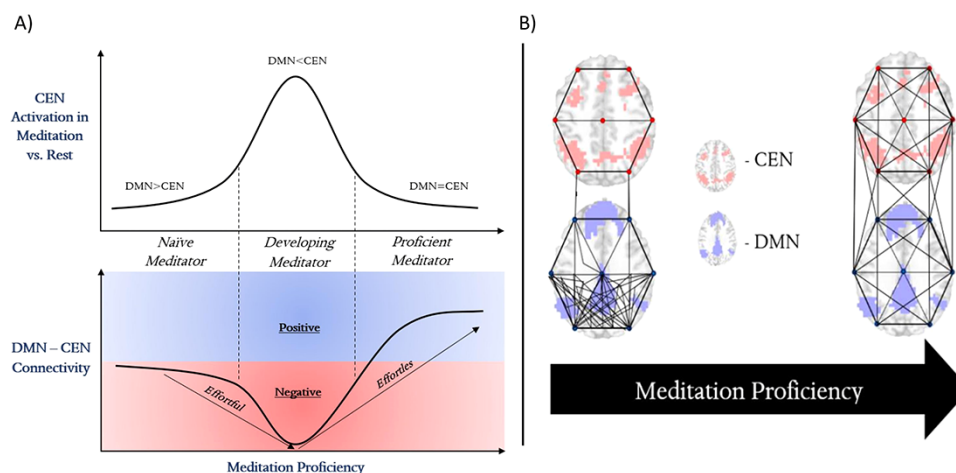 A)
DMN<CEN
CEN
Activation in
Meditation
vs. Rest
DMN>CEN
DMN=CEN
Naïve
Meditator
Developing
Meditator
Proficient
Meditator
Positive
DMN – CEN
Connectivity
Negative
Effortful
Effortles
Meditation Proficiency
B)
- CEN
- DMN
Meditation Proficiency